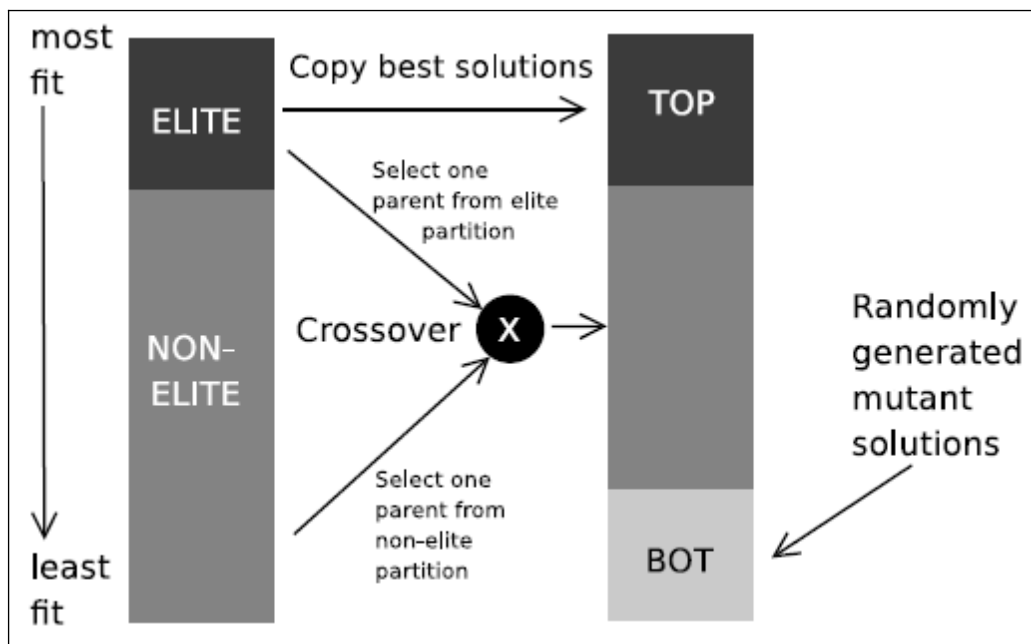 most
fit
ELITE
Copy best solutions
TOP
Select one
parent from elite
partition
Crossover
X
NON-
ELITE
Randomly
generated
mutant
solutions
Select one
parent from
non-elite
partition
least
fit
BOT